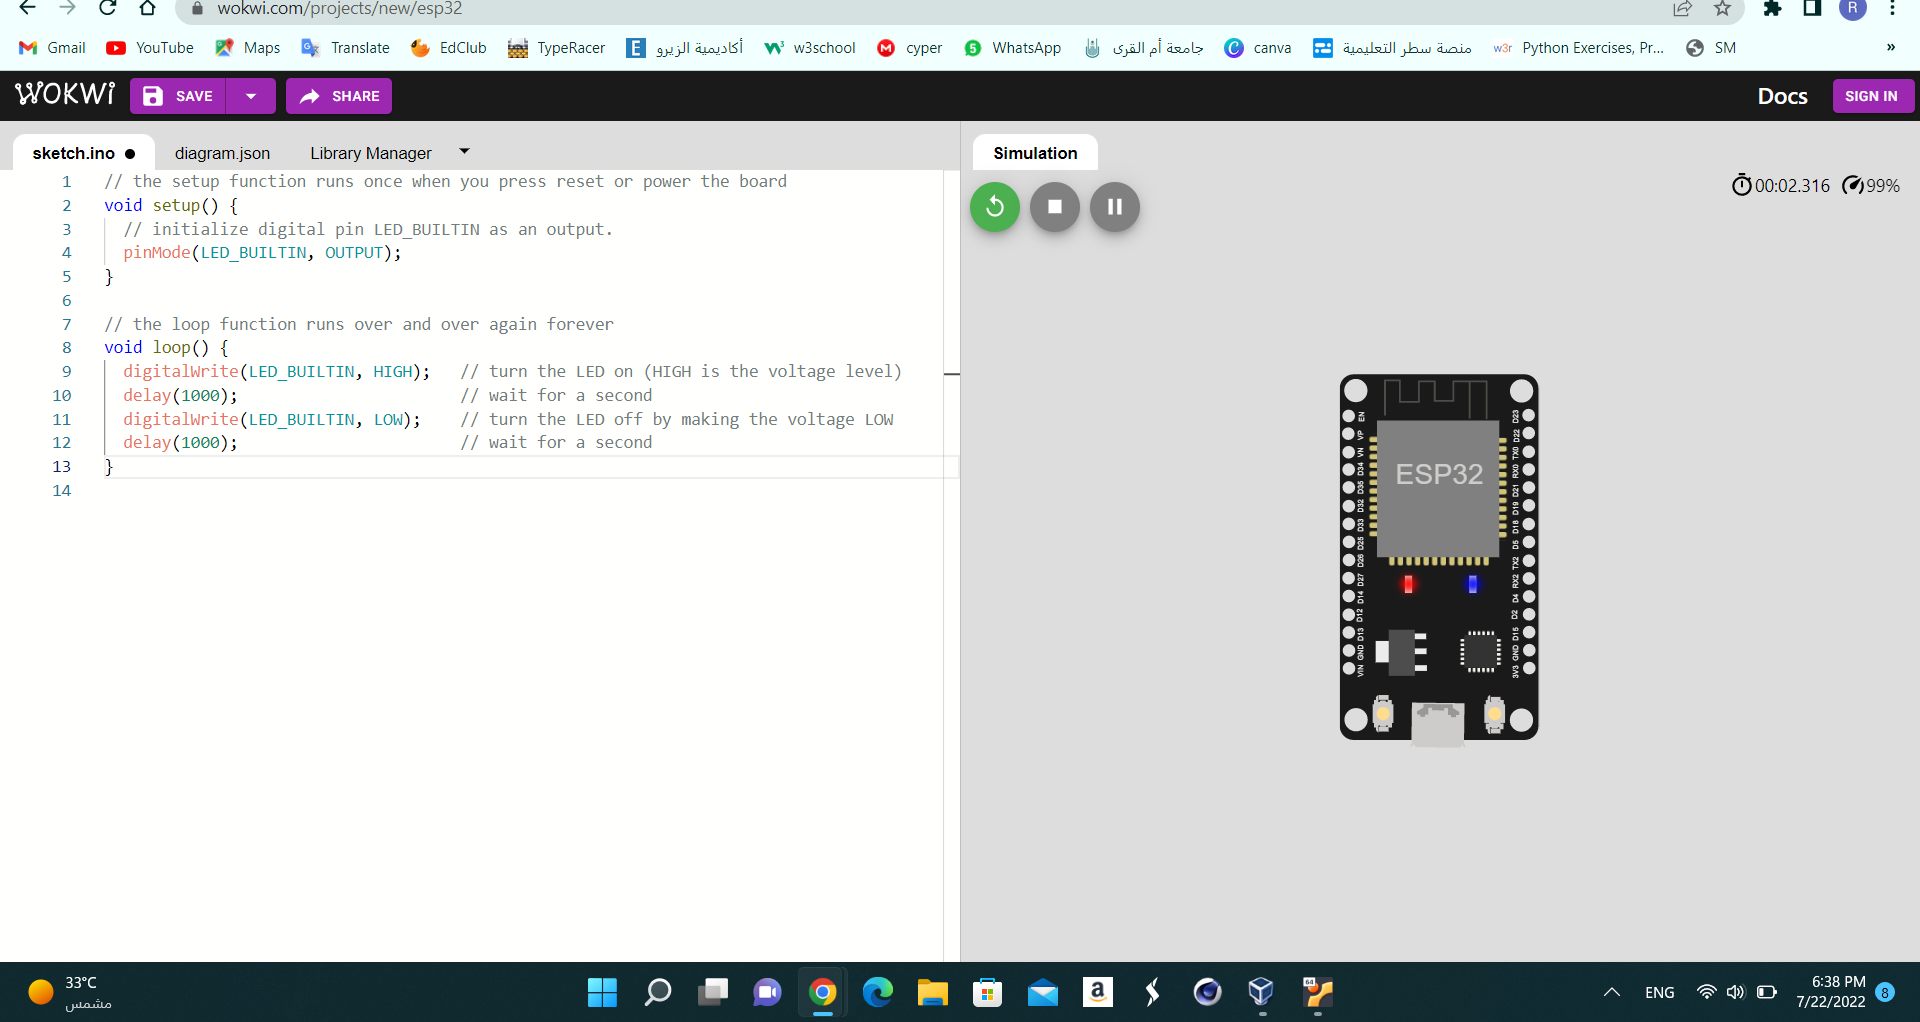 wokwi.com/projects/new/esp32
R
Gmail YouTube Maps Translate EdClub TypeRacer أكاديمية الزيرو w3school cyper WhatsApp جامعة أم القرى canva منصة سطر التعليمية w3r Python Exercises, Pr... SM »
WOKWi SAVE SHARE Docs SIGN IN
sketch.ino ● diagram.json Library Manager
Simulation
00:02.316 99%
1 // the setup function runs once when you press reset or power the board
2 void setup() {
3 // initialize digital pin LED_BUILTIN as an output.
4 pinMode(LED_BUILTIN, OUTPUT);
5 }
6
7 // the loop function runs over and over again forever
8 void loop() {
9 digitalWrite(LED_BUILTIN, HIGH); // turn the LED on (HIGH is the voltage level)
10 delay(1000); // wait for a second
11 digitalWrite(LED_BUILTIN, LOW); // turn the LED off by making the voltage LOW
12 delay(1000); // wait for a second
13 }
14
ESP32
EN VP VN D34 D35 D32 D33 D25 D26 D27 D14 D12 D13 GND VIN
D23 D22 TX0 RX0 D21 D19 D18 D5 TX2 RX2 D4 D2 D15 GND 3V3
33°C
مشمس
ENG
6:38 PM
7/22/2022
8